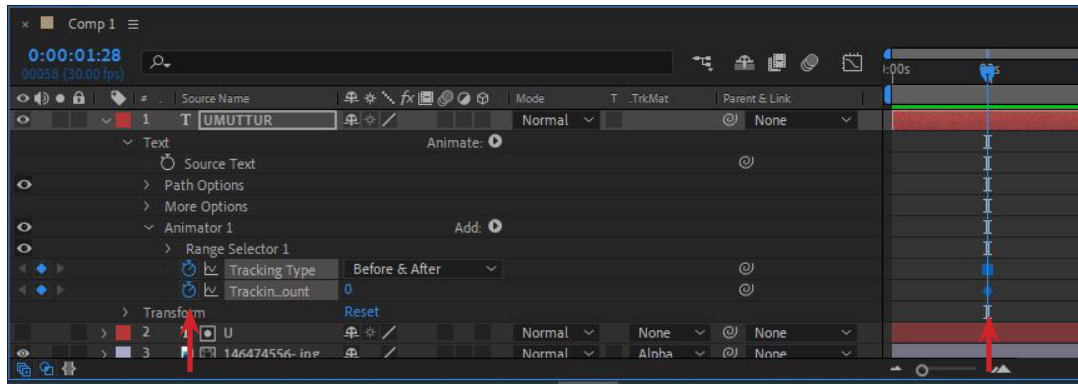 Comp 1
0:00:01:28
00058 (30.00 fps)
):00s 02s
# . Source Name Mode T .TrkMat Parent & Link
1 T UMUTTUR Normal None
Text Animate:
Source Text
Path Options
More Options
Animator 1 Add:
Range Selector 1
Tracking Type Before & After
Trackin...ount 0
Transform Reset
2 T U Normal None None
3 146474556-.jpg Normal Alpha None